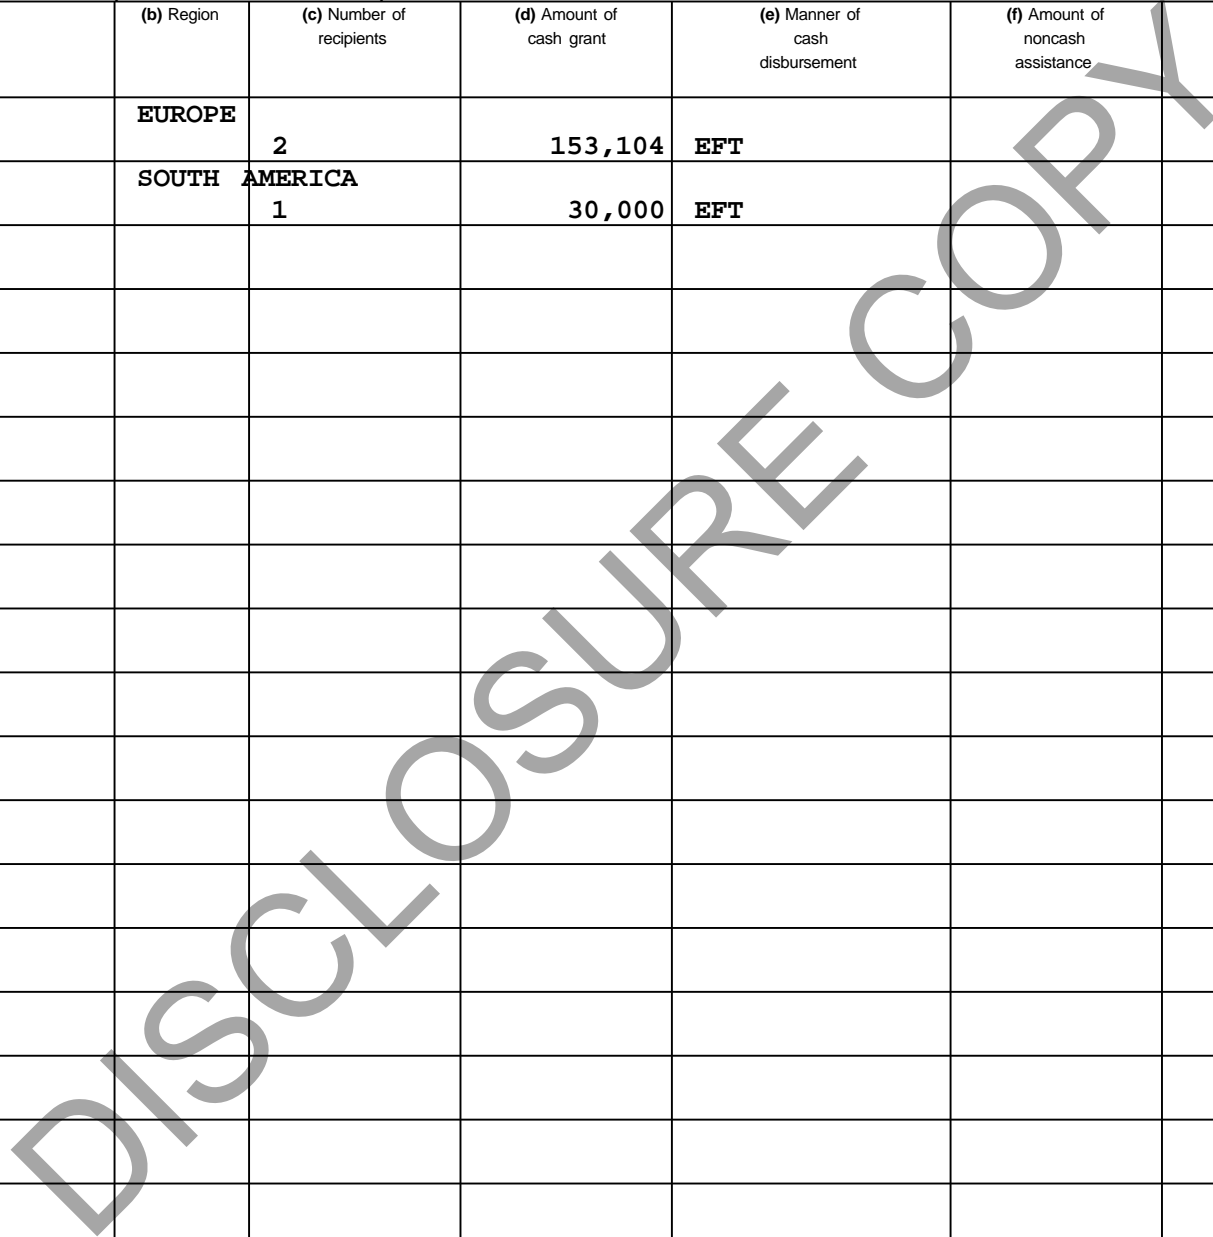 (b) Region (c) Number of recipients (d) Amount of cash grant (e) Manner of cash disbursement (f) Amount of noncash assistance
EUROPE
2 153,104 EFT
SOUTH AMERICA
1 30,000 EFT
DISCLOSURE COPY